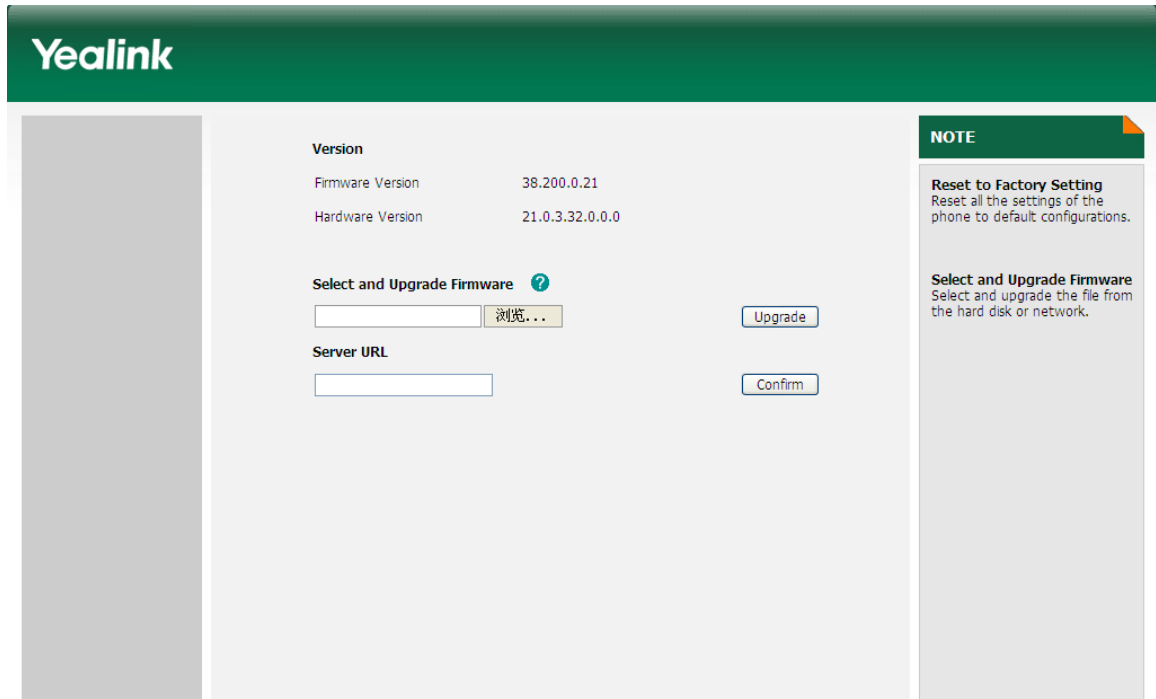 Yealink
Version
Firmware Version 38.200.0.21
Hardware Version 21.0.3.32.0.0.0
Select and Upgrade Firmware ?
浏览... Upgrade
Server URL
Confirm
NOTE
Reset to Factory Setting
Reset all the settings of the
phone to default configurations.
Select and Upgrade Firmware
Select and upgrade the file from
the hard disk or network.